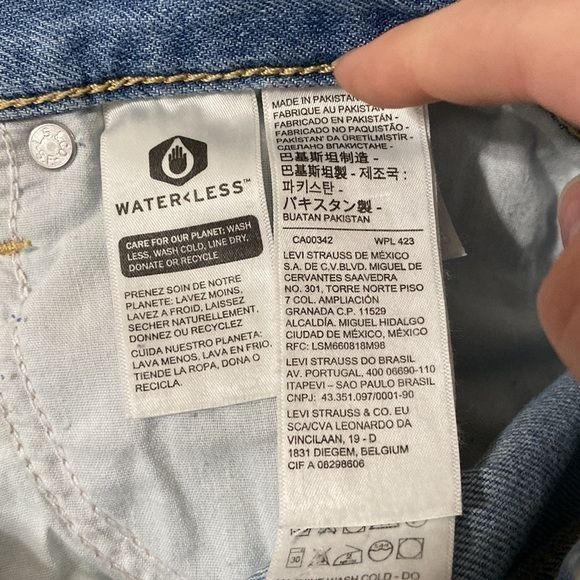 WATER<LESS™
CARE FOR OUR PLANET: WASH
LESS, WASH COLD, LINE DRY,
DONATE OR RECYCLE
PRENEZ SOIN DE NOTRE
PLANETE: LAVEZ MOINS,
LAVEZ A FROID, LAISSEZ
SECHER NATURELLEMENT,
DONNEZ OU RECYCLEZ
CUIDA NUESTRO PLANETA:
LAVA MENOS, LAVA EN FRIO,
TIENDE LA ROPA, DONA O
RECICLA.
MADE IN PAKISTAN
FABRIQUE AU PAKISTAN
FABRICADO EN PAKISTÁN -
FABRICADO NO PAQUISTÃO -
PAKISTAN' DA ÜRETİLMİŞTİR -
СДЕЛАНО ВПАКИСТАНЕ -
巴基斯坦制造 -
巴基斯坦製 - 제조국 :
파키스탄 -
パキスタン製 -
BUATAN PAKISTAN
CA00342 WPL 423
LEVI STRAUSS DE MÉXICO
S.A. DE C.V.BLVD. MIGUEL DE
CERVANTES SAAVEDRA
NO. 301, TORRE NORTE PISO
7 COL. AMPLIACIÓN
GRANADA C.P. 11529
ALCALDÍA. MIGUEL HIDALGO
CIUDAD DE MÉXICO, MÉXICO
RFC: LSM660818M98
LEVI STRAUSS DO BRASIL
AV. PORTUGAL, 400 06690-110
ITAPEVI – SAO PAULO BRASIL
CNPJ: 43.351.097/0001-90
LEVI STRAUSS & CO. EU
SCA/CVA LEONARDO DA
VINCILAAN, 19 - D
1831 DIEGEM, BELGIUM
CIF A 08298606
30
WASH COLD - DO